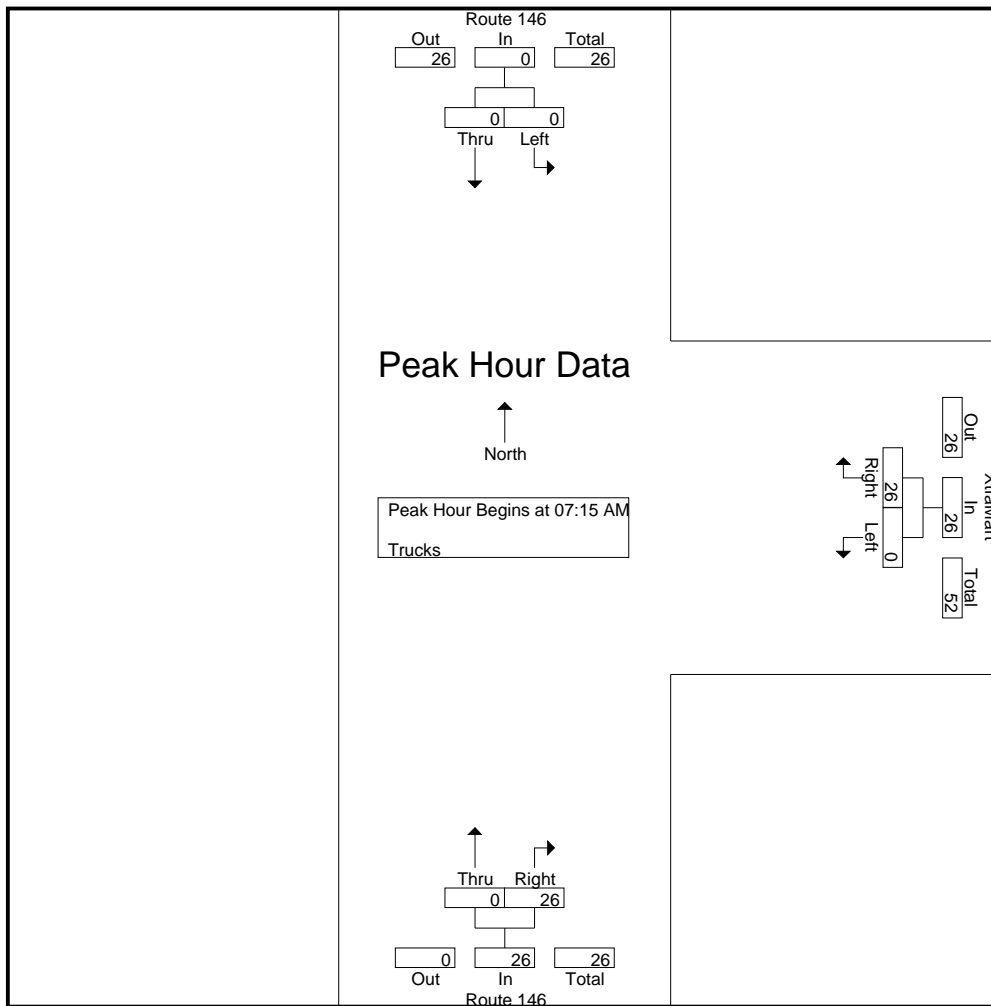 Route 146
Out In Total
26 0 26
0 0
Thru Left
Peak Hour Data
North
Peak Hour Begins at 07:15 AM
Trucks
Out
26
In
26
Total
52
Right
26
Left
0
Thru Right
0 26
0 26 26
Out In Total
Route 146